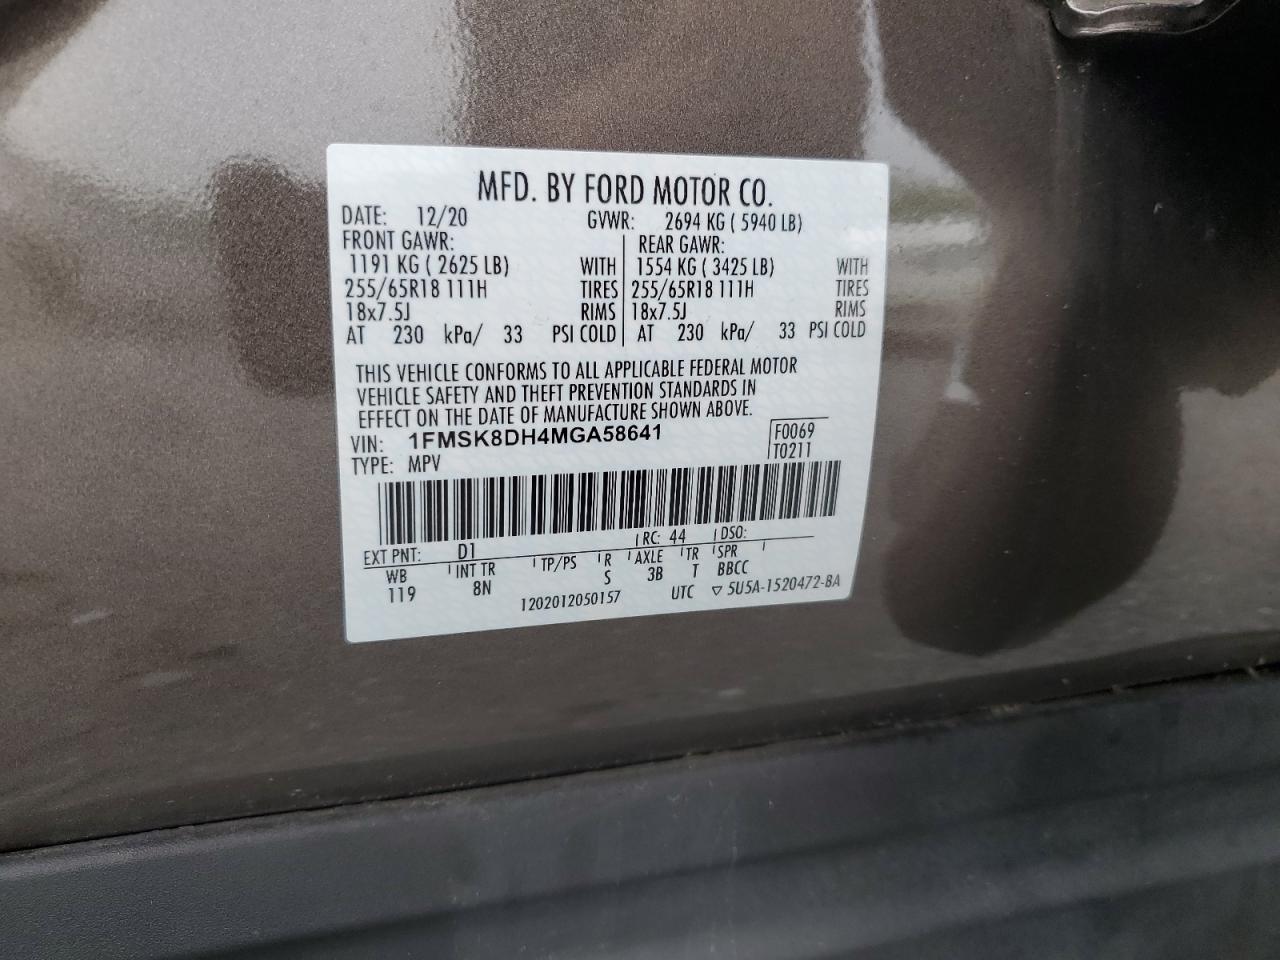 MFD. BY FORD MOTOR CO.
DATE: 12/20 GVWR: 2694 KG ( 5940 LB)
FRONT GAWR: REAR GAWR:
1191 KG ( 2625 LB) WITH 1554 KG ( 3425 LB) WITH
255/65R18 111H TIRES 255/65R18 111H TIRES
18x7.5J RIMS 18x7.5J RIMS
AT 230 kPa/ 33 PSI COLD AT 230 kPa/ 33 PSI COLD
THIS VEHICLE CONFORMS TO ALL APPLICABLE FEDERAL MOTOR
VEHICLE SAFETY AND THEFT PREVENTION STANDARDS IN
EFFECT ON THE DATE OF MANUFACTURE SHOWN ABOVE.
VIN: 1FMSK8DH4MGA58641 F0069
TYPE: MPV T0211
EXT PNT: D1 RC: 44 DSO:
WB INT TR TP/PS R AXLE TR SPR
119 8N S 3B T BBCC
1202012050157 UTC ▽ 5U5A-1520472-BA